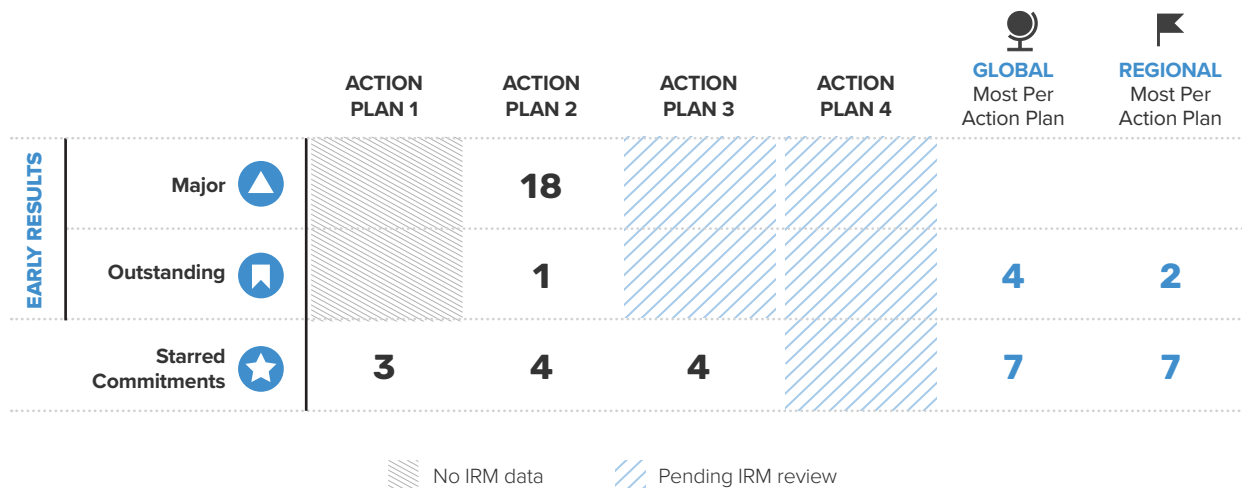 ACTION
PLAN 1
ACTION
PLAN 2
ACTION
PLAN 3
ACTION
PLAN 4
GLOBAL
Most Per
Action Plan
REGIONAL
Most Per
Action Plan
EARLY RESULTS
Major
18
Outstanding
1
4
2
Starred
Commitments
3
4
4
7
7
No IRM data
Pending IRM review